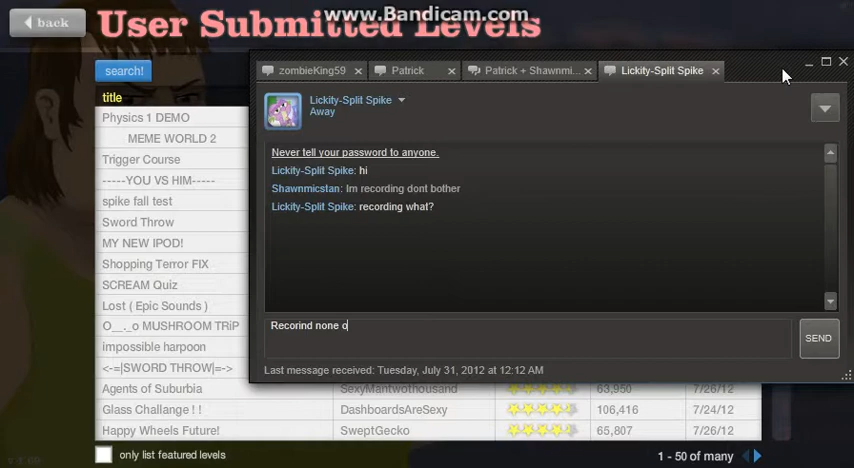 www.Bandicam.com
back
User Submitted Levels
search!
zombieKing59
Patrick
Patrick + Shawnmi...
Lickity-Split Spike
title
Lickity-Split Spike
Away
Physics 1 DEMO
MEME WORLD 2
Trigger Course
-----YOU VS HIM-----
spike fall test
Sword Throw
MY NEW IPOD!
Shopping Terror FIX
SCREAM Quiz
Lost ( Epic Sounds )
O__._o MUSHROOM TRiP
impossible harpoon
<-=|SWORD THROW|=->
Never tell your password to anyone.
Lickity-Split Spike: hi
Shawnmicstan: Im recording dont bother
Lickity-Split Spike: recording what?
Recorind none o
SEND
Last message received: Tuesday, July 31, 2012 at 12:12 AM
Agents of Suburbia SexyMantwothousand 63,950 7/26/12
Glass Challange ! ! DashboardsAreSexy 106,416 7/24/12
Happy Wheels Future! SweptGecko 65,807 7/26/12
only list featured levels
1 - 50 of many